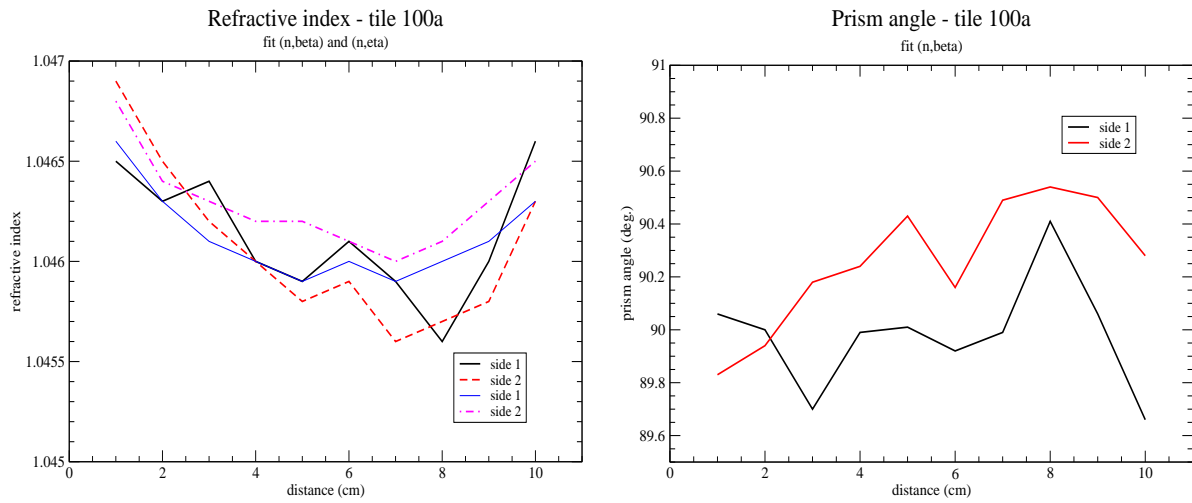 Refractive index - tile 100a
fit (n,beta) and (n,eta)
1.047
1.0465
1.046
1.0455
1.045
refractive index
0
2
4
6
8
10
distance (cm)
side 1
side 2
side 1
side 2
Prism angle - tile 100a
fit (n,beta)
91
90.8
90.6
90.4
90.2
90
89.8
89.6
prism angle (deg.)
0
2
4
6
8
10
distance (cm)
side 1
side 2